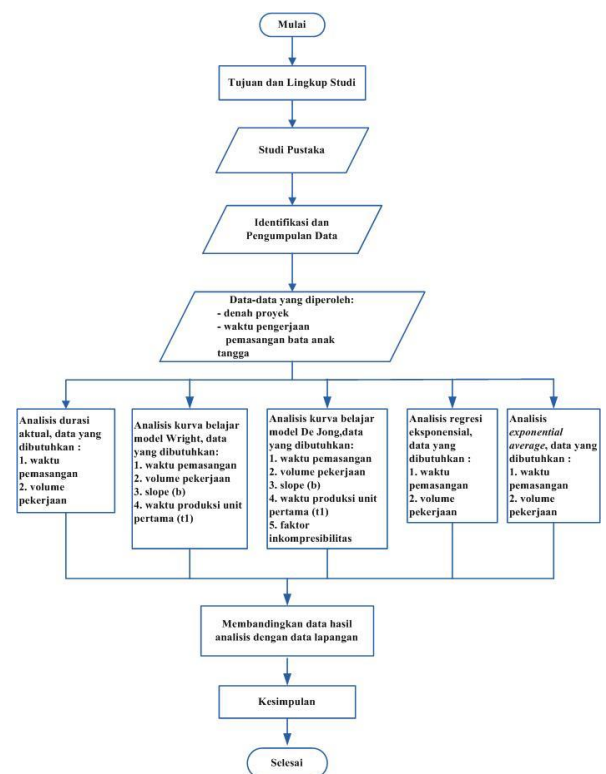 Mulai
Tujuan dan Lingkup Studi
Studi Pustaka
Identifikasi dan
Pengumpulan Data
Data-data yang diperoleh:
- denah proyek
- waktu pengerjaan
pemasangan bata anak
tangga
Analisis durasi
aktual, data yang
dibutuhkan :
1. waktu
pemasangan
2. volume
pekerjaan
Analisis kurva belajar
model Wright, data
yang dibutuhkan:
1. waktu pemasangan
2. volume pekerjaan
3. slope (b)
4. waktu produksi unit
pertama (t1)
Analisis kurva belajar
model De Jong,data
yang dibutuhkan:
1. waktu pemasangan
2. volume pekerjaan
3. slope (b)
4. waktu produksi unit
pertama (t1)
5. faktor
inkompresibilitas
Analisis regresi
eksponensial,
data yang
dibutuhkan :
1. waktu
pemasangan
2. volume
pekerjaan
Analisis
exponential
average, data yang
dibutuhkan :
1. waktu
pemasangan
2. volume
pekerjaan
Membandingkan data hasil
analisis dengan data lapangan
Kesimpulan
Selesai